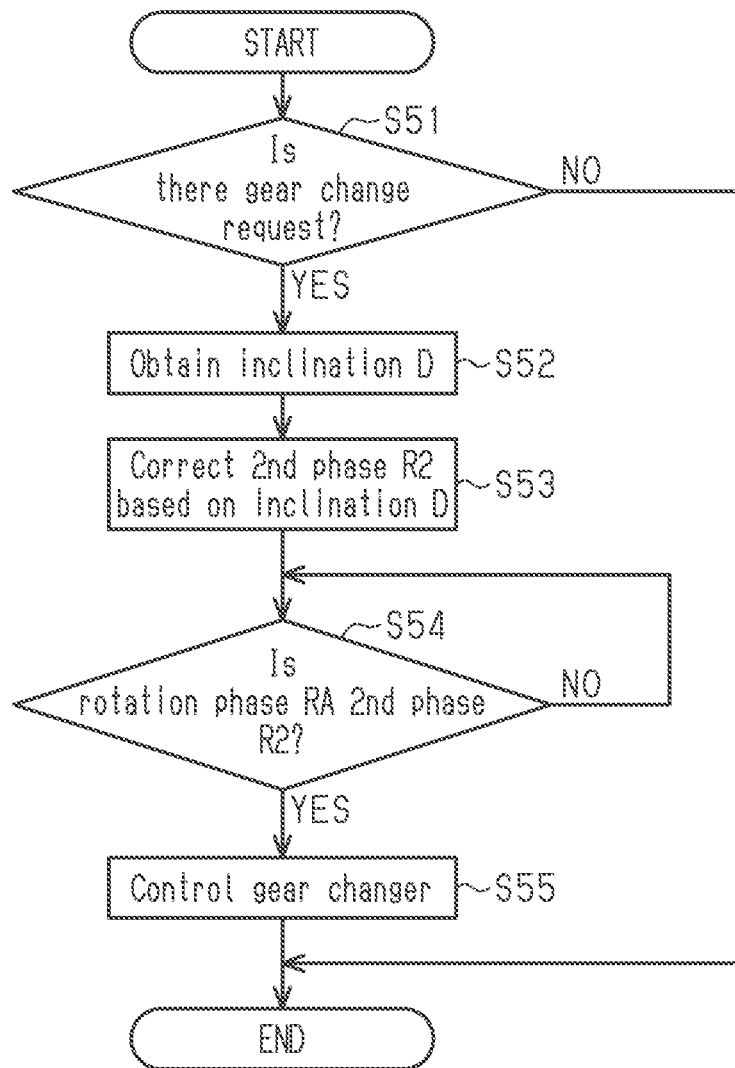 START
S51
Is
there gear change
request?
NO
YES
Obtain inclination D
S52
Correct 2nd phase R2
based on inclination D
S53
S54
Is
rotation phase RA 2nd phase
R2?
NO
YES
Control gear changer
S55
END